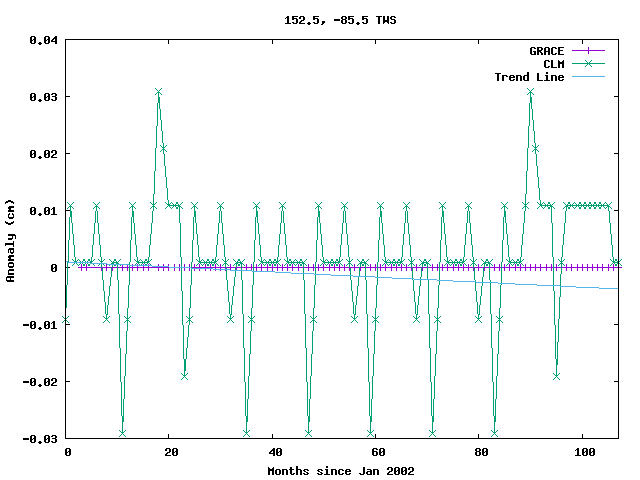 152.5, -85.5 TWS
GRACE
CLM
Trend Line
0.04
0.03
0.02
0.01
0
-0.01
-0.02
-0.03
Anomaly (cm)
0 20 40 60 80 100
Months since Jan 2002